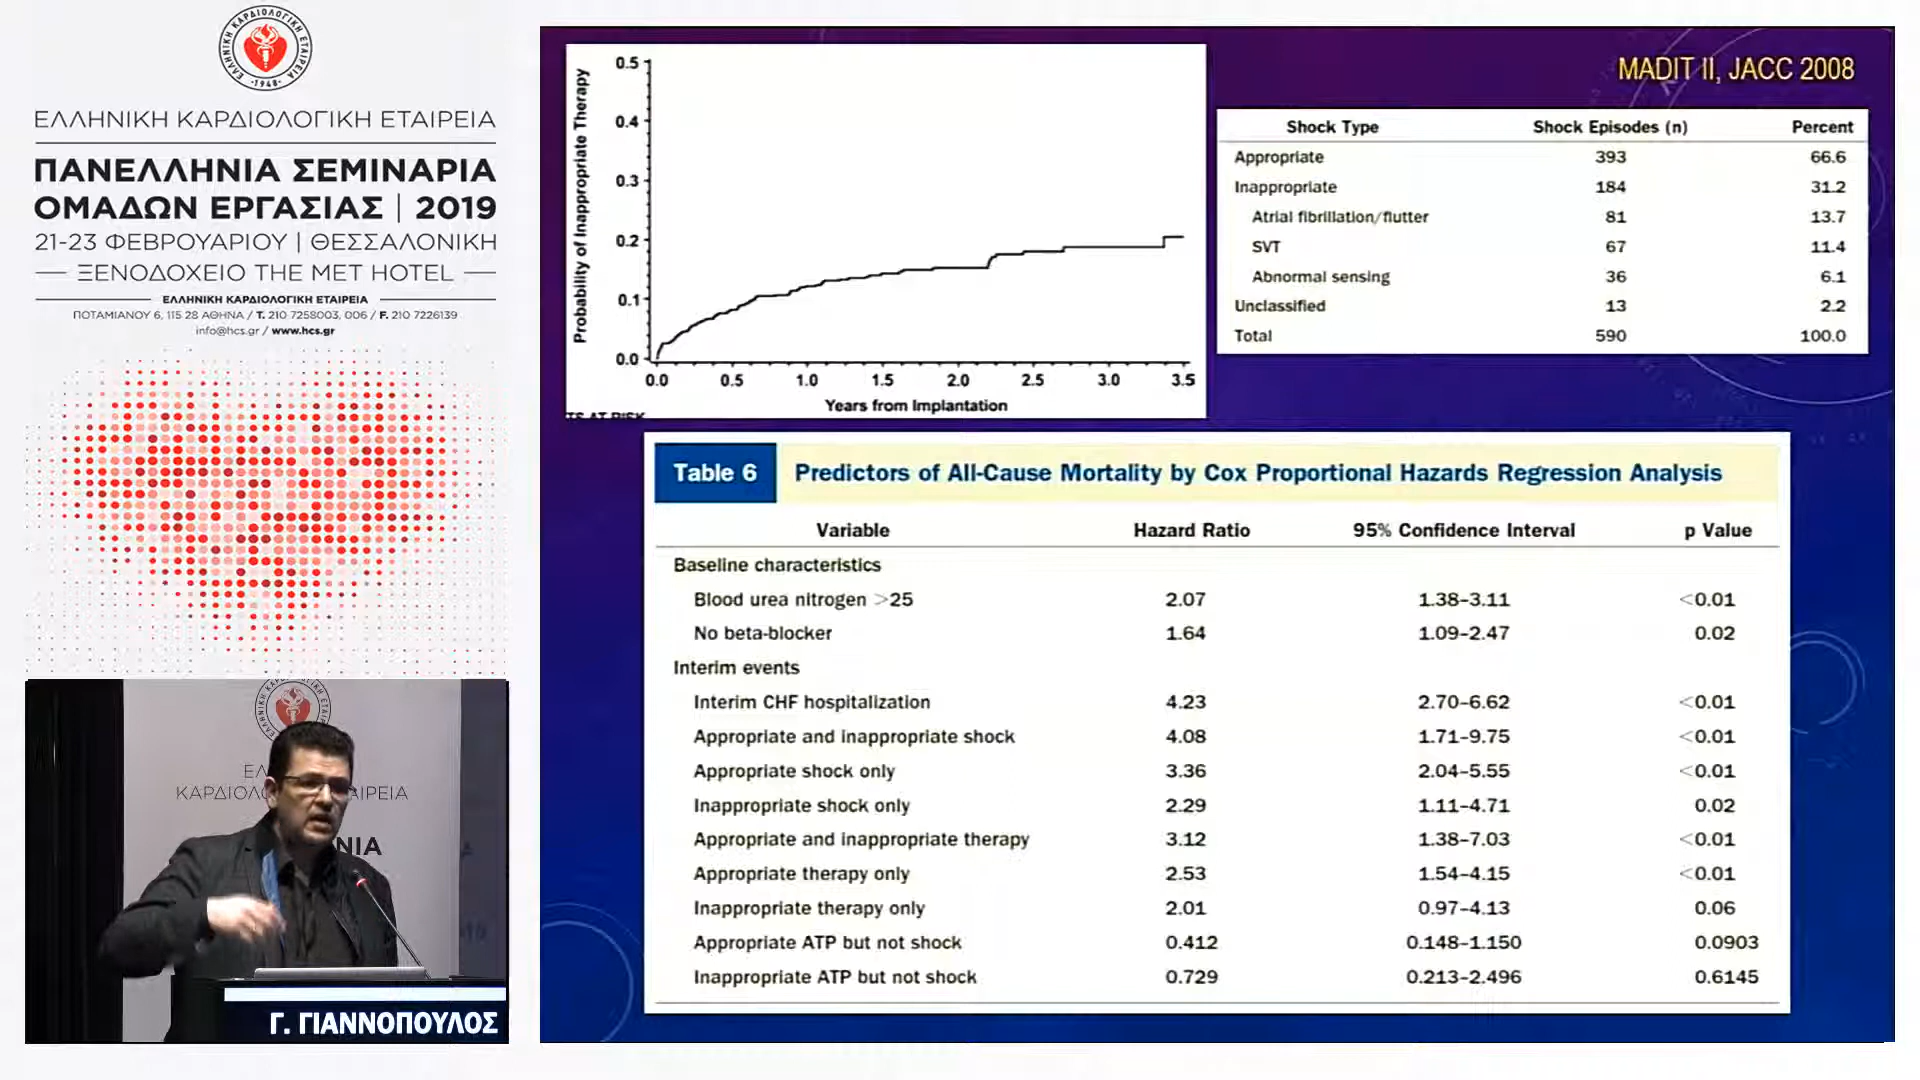 ΕΛΛΗΝΙΚΗ ΚΑΡΔΙΟΛΟΓΙΚΗ ΕΤΑΙΡΕΙΑ
·1948·
ΕΛΛΗΝΙΚΗ ΚΑΡΔΙΟΛΟΓΙΚΗ ΕΤΑΙΡΕΙΑ
ΠΑΝΕΛΛΗΝΙΑ ΣΕΜΙΝΑΡΙΑ
ΟΜΑΔΩΝ ΕΡΓΑΣΙΑΣ | 2019
21-23 ΦΕΒΡΟΥΑΡΙΟΥ | ΘΕΣΣΑΛΟΝΙΚΗ
ΞΕΝΟΔΟΧΕΙΟ THE MET HOTEL
ΕΛΛΗΝΙΚΗ ΚΑΡΔΙΟΛΟΓΙΚΗ ΕΤΑΙΡΕΙΑ
ΠΟΤΑΜΙΑΝΟΥ 6, 115 28 ΑΘΗΝΑ / T. 210 7258003, 006 / F. 210 7226139
info@hcs.gr / www.hcs.gr
ΚΑΡΔΙΟΛΟ ΑΙΡΕΙΑ
ΝΙΑ
Γ. ΓΙΑΝΝΟΠΟΥΛΟΣ
MADIT II, JACC 2008
Probability of Inappropriate Therapy
0.5
0.4
0.3
0.2
0.1
0.0
0.0 0.5 1.0 1.5 2.0 2.5 3.0 3.5
Years from Implantation
Shock Type Shock Episodes (n) Percent
Appropriate 393 66.6
Inappropriate 184 31.2
Atrial fibrillation/flutter 81 13.7
SVT 67 11.4
Abnormal sensing 36 6.1
Unclassified 13 2.2
Total 590 100.0
Table 6 Predictors of All-Cause Mortality by Cox Proportional Hazards Regression Analysis
Variable Hazard Ratio 95% Confidence Interval p Value
Baseline characteristics
Blood urea nitrogen >25 2.07 1.38–3.11 <0.01
No beta-blocker 1.64 1.09–2.47 0.02
Interim events
Interim CHF hospitalization 4.23 2.70–6.62 <0.01
Appropriate and inappropriate shock 4.08 1.71–9.75 <0.01
Appropriate shock only 3.36 2.04–5.55 <0.01
Inappropriate shock only 2.29 1.11–4.71 0.02
Appropriate and inappropriate therapy 3.12 1.38–7.03 <0.01
Appropriate therapy only 2.53 1.54–4.15 <0.01
Inappropriate therapy only 2.01 0.97–4.13 0.06
Appropriate ATP but not shock 0.412 0.148–1.150 0.0903
Inappropriate ATP but not shock 0.729 0.213–2.496 0.6145